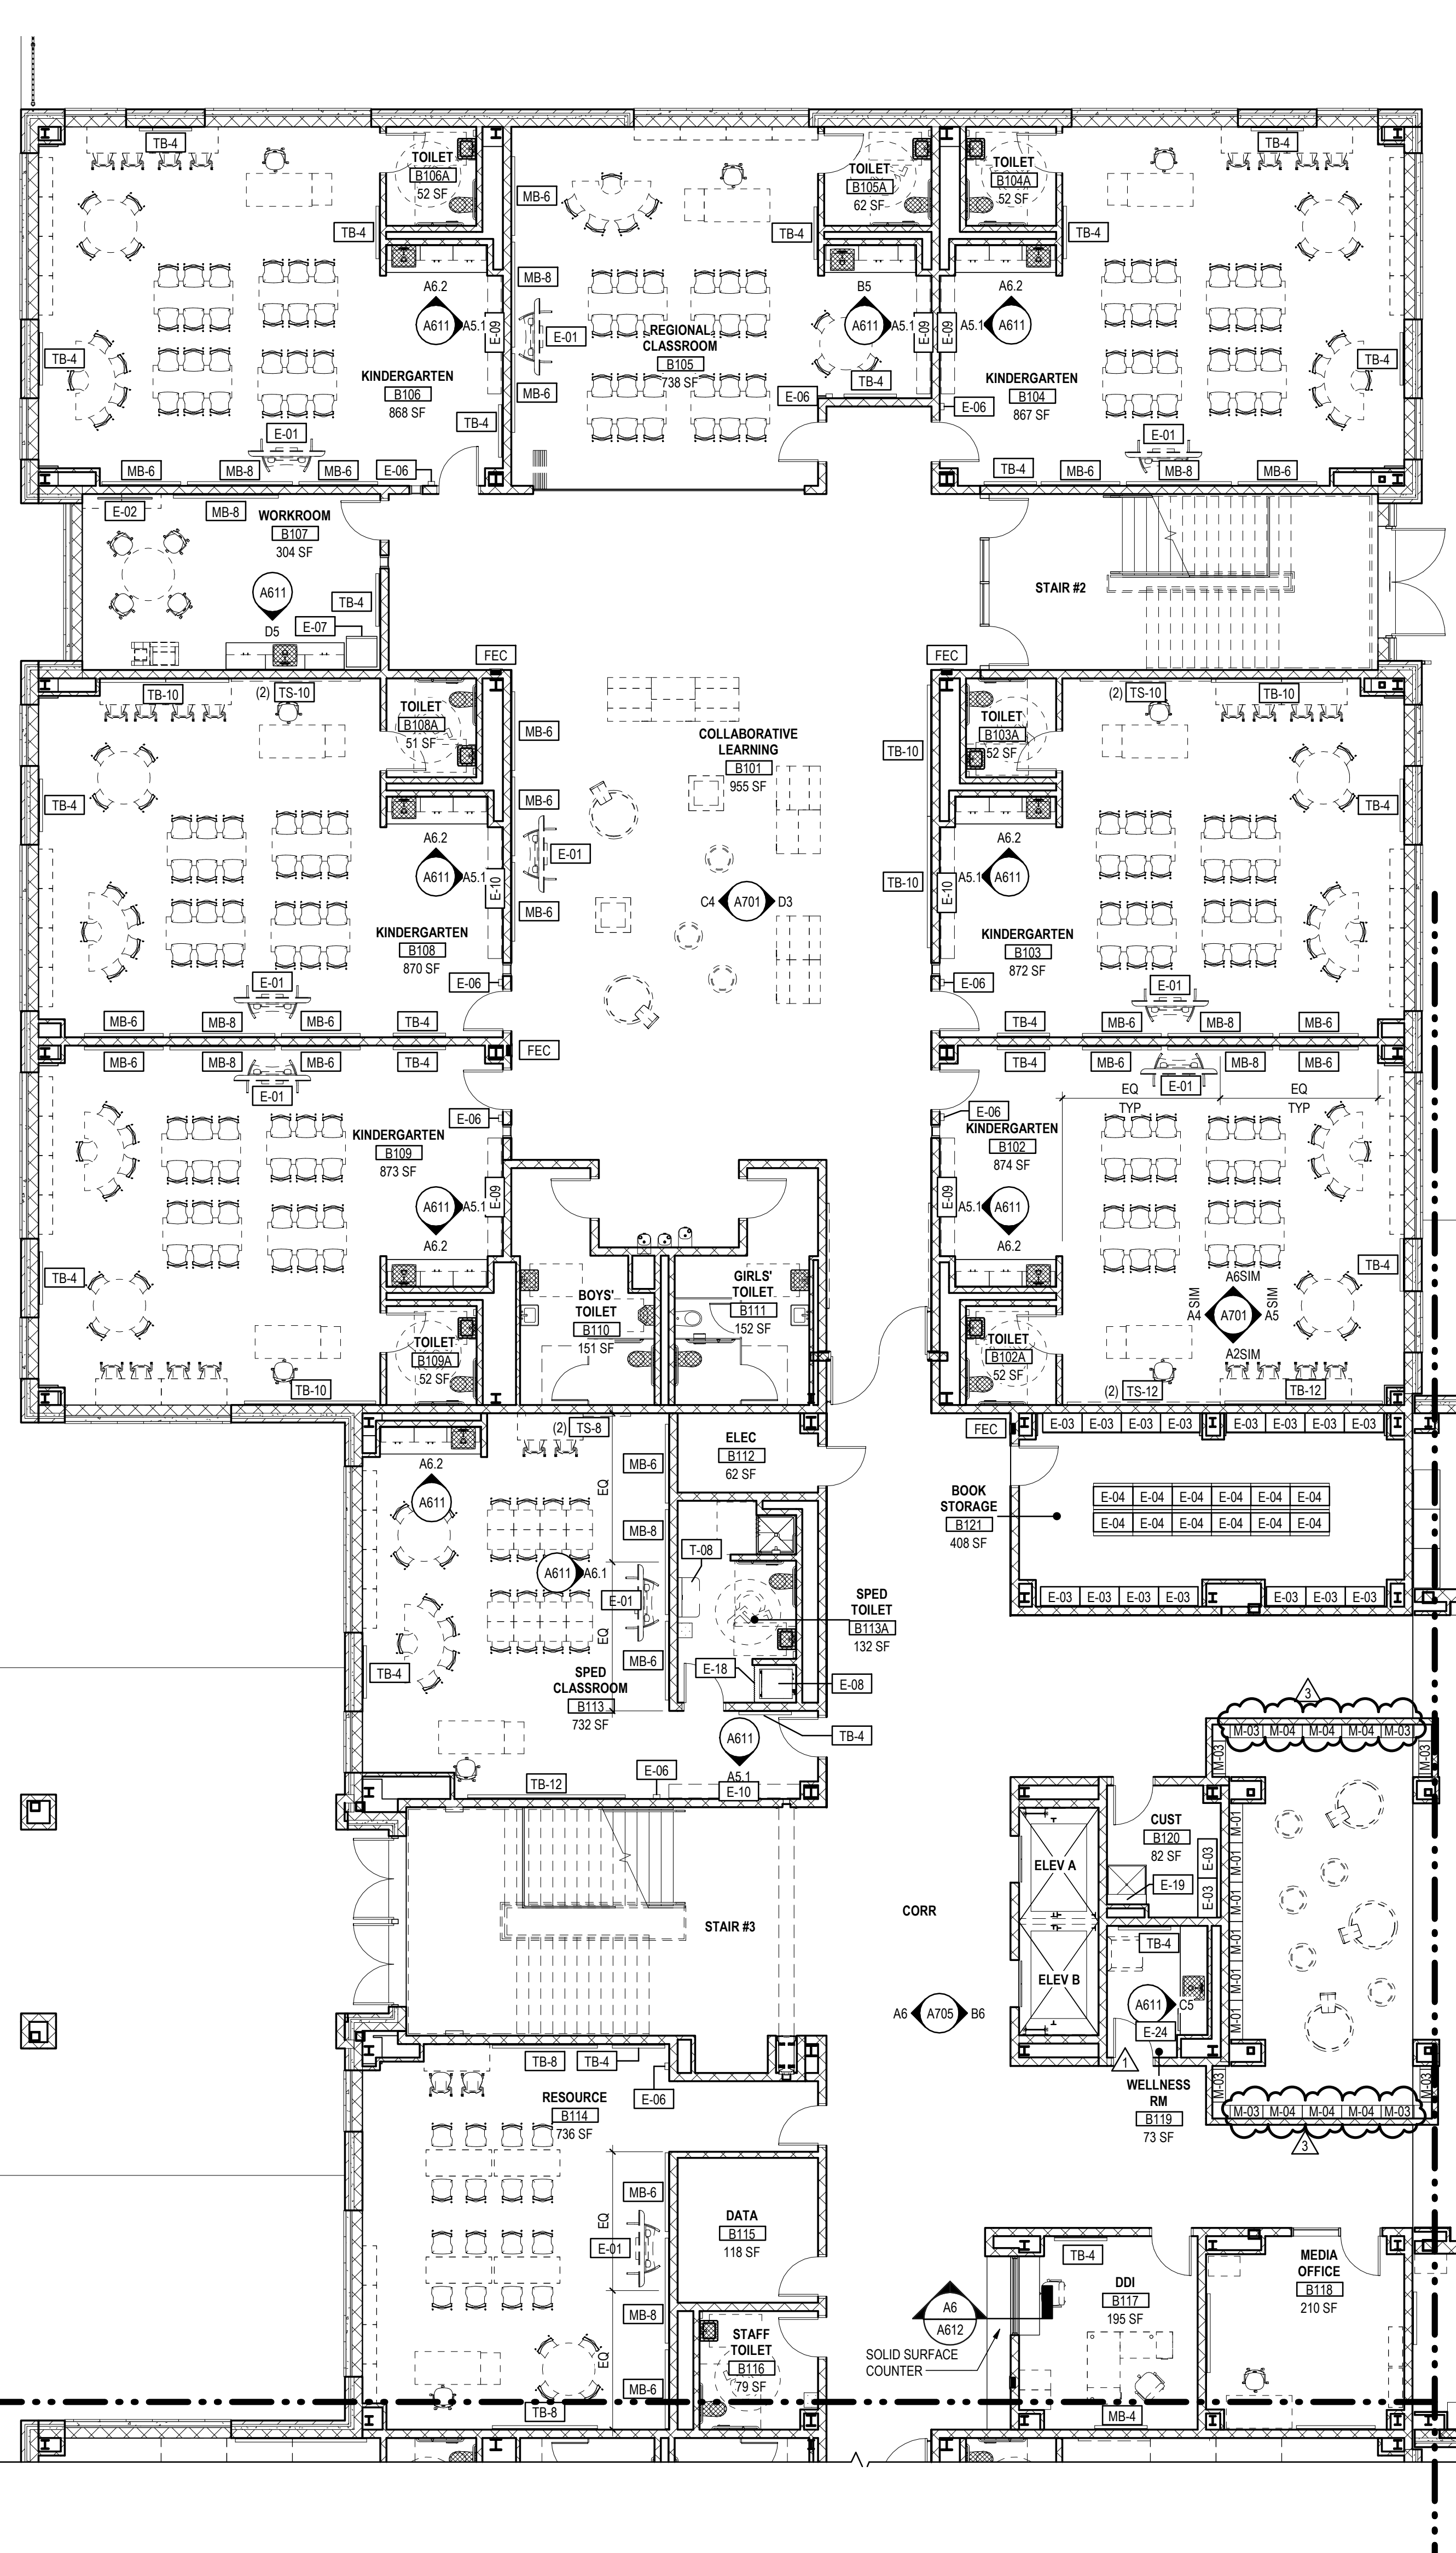 TB-4
TOILET
B106A
52 SF
TB-4
A6.2
A611
A5.1
E-09
TB-4
KINDERGARTEN
B106
868 SF
TB-4
E-01
MB-6
MB-8
MB-6
E-06
MB-6
TOILET
B105A
62 SF
TB-4
MB-8
B5
A611
A5.1
E-09
E-01
REGIONAL
CLASSROOM
B105
738 SF
MB-6
TB-4
E-06
TB-4
TOILET
B104A
52 SF
TB-4
A6.2
E-09
A5.1
A611
TB-4
KINDERGARTEN
B104
867 SF
E-06
E-01
TB-4
MB-6
MB-8
MB-6
E-02
MB-8
WORKROOM
B107
304 SF
A611
D5
TB-4
E-07
STAIR #2
FEC
FEC
TB-10
(2) TS-10
TOILET
B108A
51 SF
TB-4
A6.2
A611
A5.1
E-10
KINDERGARTEN
B108
870 SF
E-01
E-06
MB-6
MB-8
MB-6
TB-4
MB-6
COLLABORATIVE
LEARNING
B101
955 SF
TB-10
MB-6
E-01
MB-6
TB-10
C4
A701
D3
(2) TS-10
TB-10
TOILET
B103A
52 SF
TB-4
A6.2
A5.1
A611
E-10
KINDERGARTEN
B103
872 SF
E-06
E-01
TB-4
MB-6
MB-8
MB-6
FEC
MB-6
MB-8
MB-6
TB-4
E-01
E-06
KINDERGARTEN
B109
873 SF
A611
A5.1
E-09
A6.2
TB-4
TOILET
B109A
52 SF
TB-10
TB-4
MB-6
MB-8
MB-6
E-01
EQ
TYP
EQ
TYP
E-06
KINDERGARTEN
B102
874 SF
A5.1
A611
A6.2
TB-4
A6SIM
A4 SIM
A701
A5 SIM
A2SIM
TOILET
B102A
52 SF
(2) TS-12
TB-12
BOYS'
TOILET
B110
151 SF
GIRLS'
TOILET
B111
152 SF
(2) TS-8
A6.2
A611
MB-6
EQ
MB-8
A611
A6.1
E-01
EQ
MB-6
TB-4
SPED
CLASSROOM
B113
732 SF
ELEC
B112
62 SF
T-08
SPED
TOILET
B113A
132 SF
E-18
E-08
TB-4
A611
A5.1
E-10
E-06
TB-12
FEC
E-03 E-03 E-03 E-03 E-03 E-03 E-03 E-03
BOOK
STORAGE
B121
408 SF
E-04 E-04 E-04 E-04 E-04 E-04
E-04 E-04 E-04 E-04 E-04 E-04
E-03 E-03 E-03 E-03 E-03 E-03 E-03
3
M-03 M-04 M-04 M-04 M-03
M-03
M-03
M-01
M-01
M-01
M-01
M-01
M-01
CUST
B120
82 SF
E-03
E-03
E-19
ELEV A
ELEV B
STAIR #3
CORR
A6
A705
B6
TB-4
A611
C5
E-24
1
WELLNESS
RM
B119
73 SF
M-03
M-03
M-03 M-04 M-04 M-04 M-03
3
TB-8
TB-4
E-06
RESOURCE
B114
736 SF
MB-6
EQ
E-01
MB-8
EQ
MB-6
TB-8
DATA
B115
118 SF
STAFF
TOILET
B116
79 SF
A6
A612
SOLID SURFACE
COUNTER
TB-4
DDI
B117
195 SF
MB-4
MEDIA
OFFICE
B118
210 SF